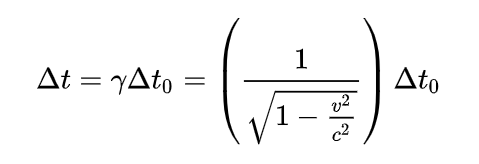 Δt = γΔt₀ = ( 1 / √(1 − v²/c²) ) Δt₀